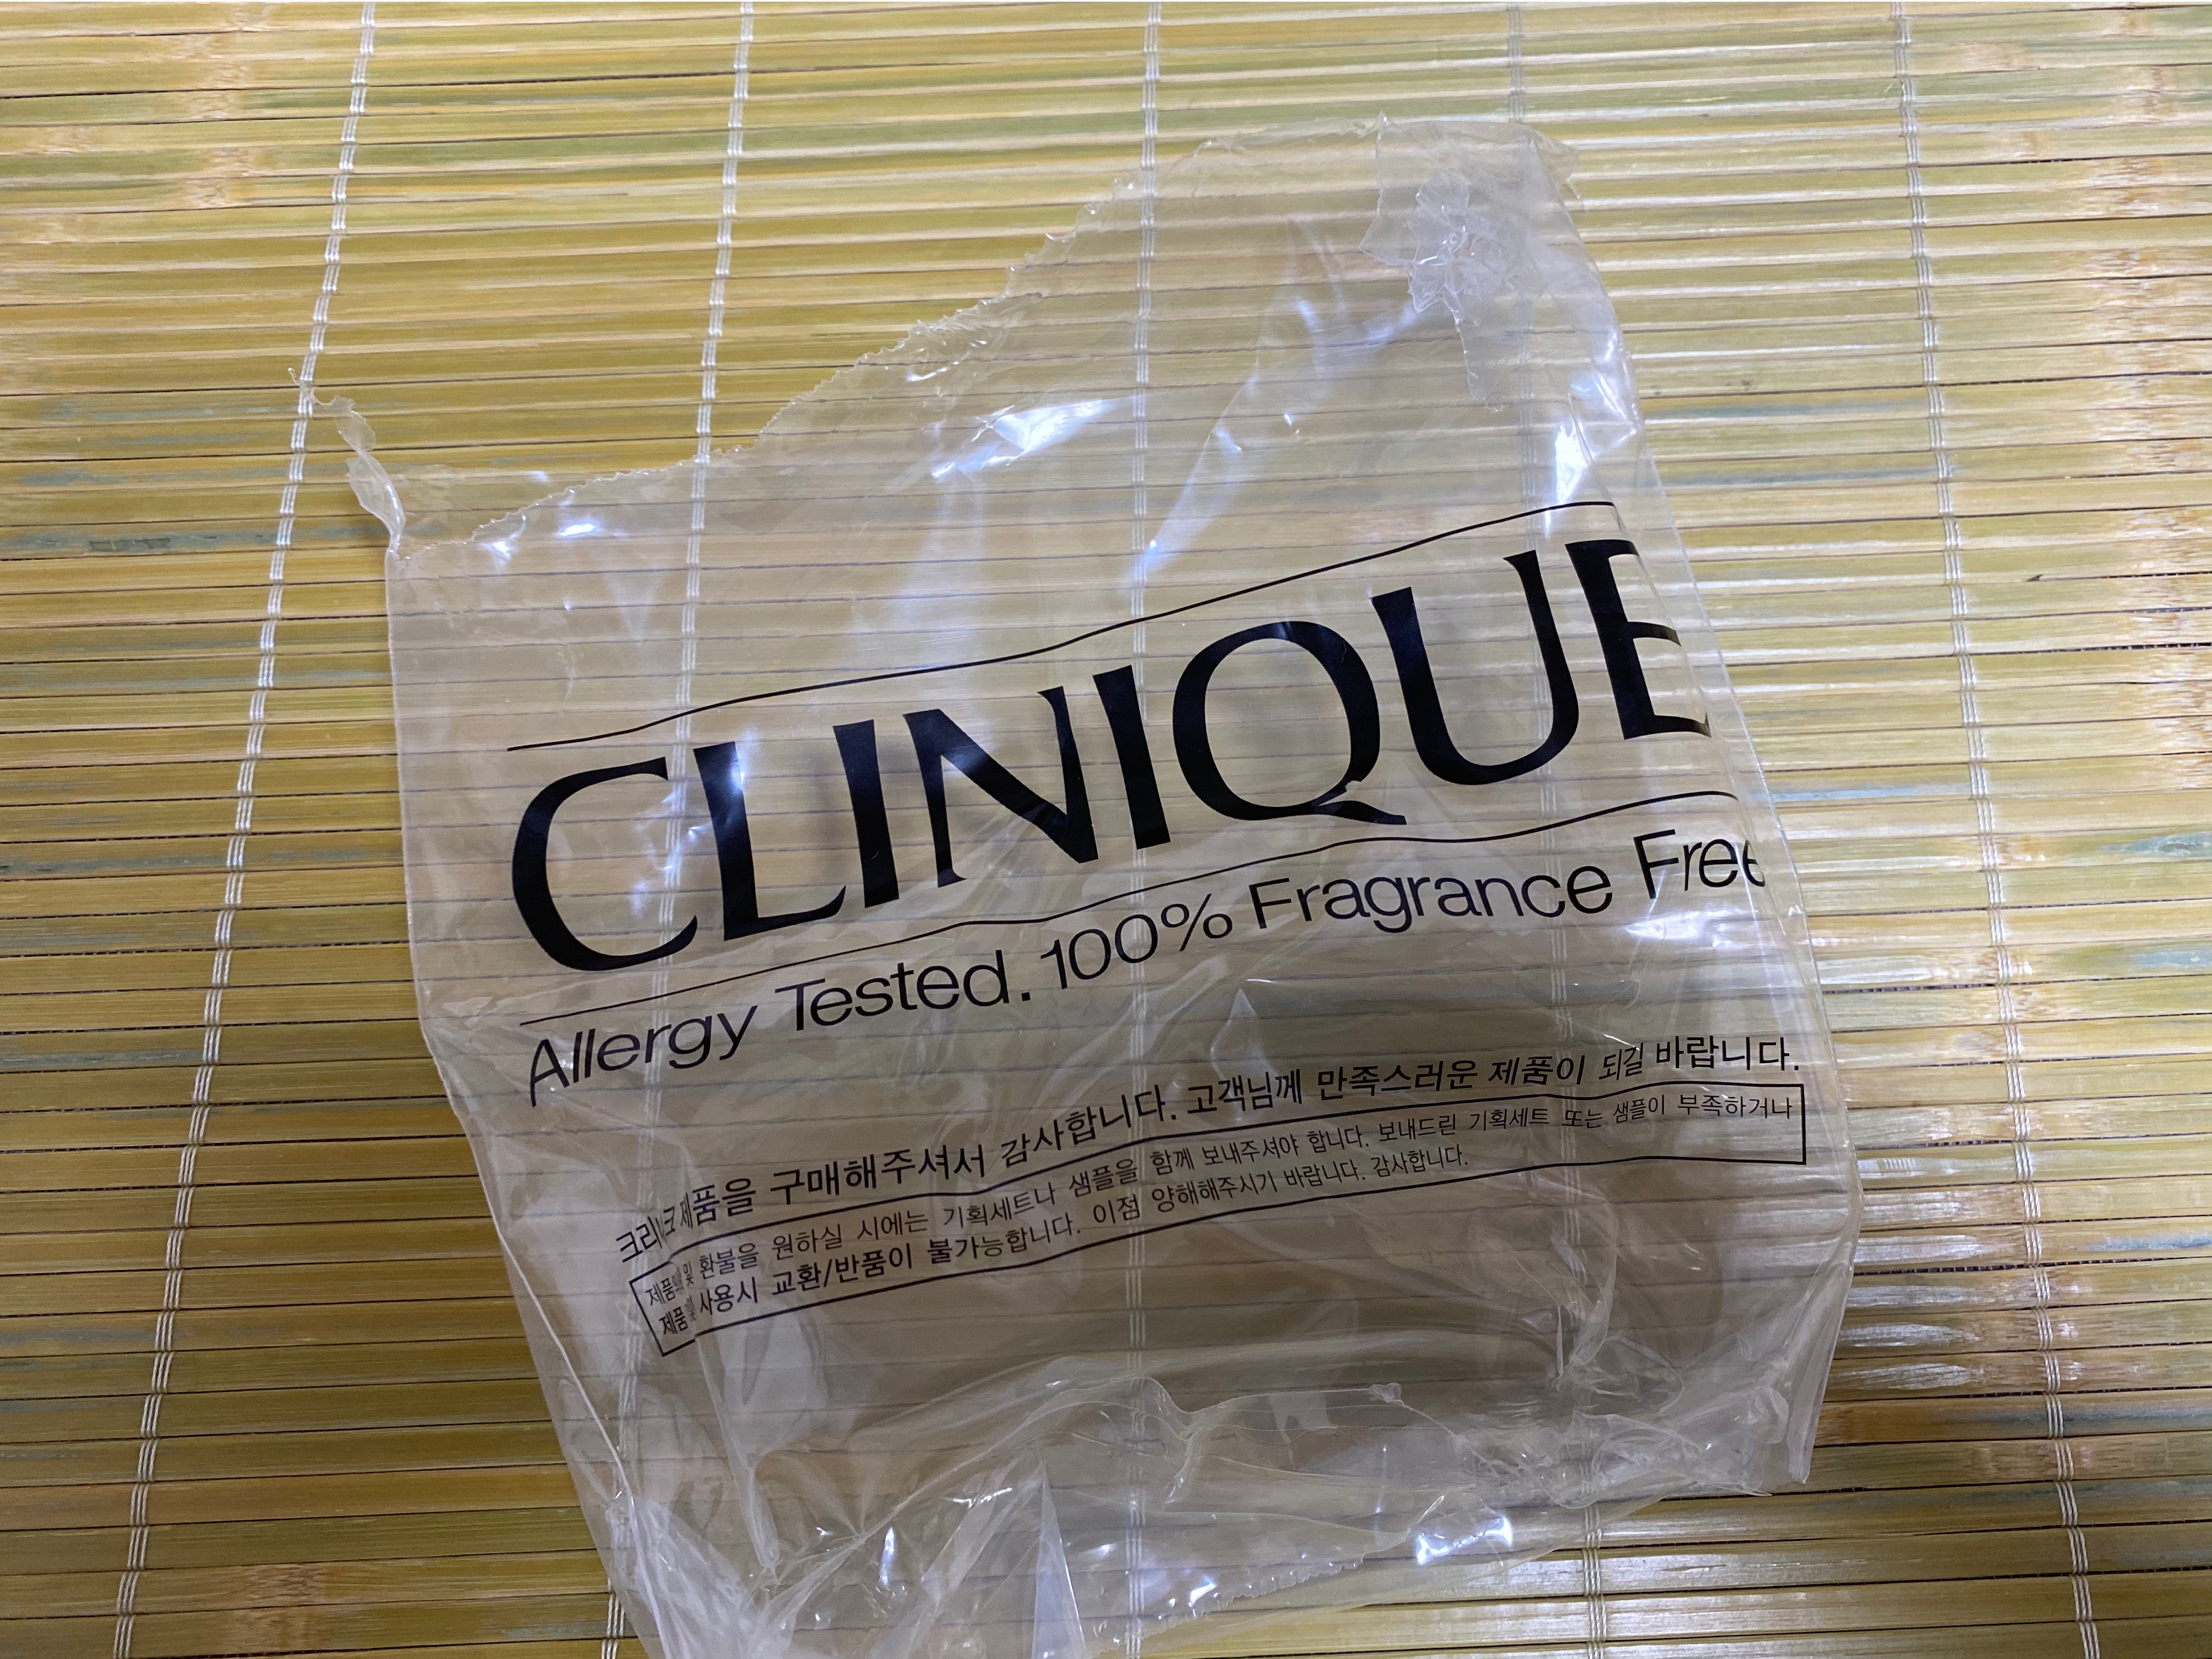 CLINIQUE
Allergy Tested. 100% Fragrance Free
크리니크 제품을 구매해주셔서 감사합니다. 고객님께 만족스러운 제품이 되길 바랍니다.
제품의 및 환불을 원하실 시에는 기획세트나 샘플을 함께 보내주셔야 합니다. 보내드린 기획세트 또는 샘플이 부족하거나
제품 사용시 교환/반품이 불가능합니다. 이점 양해해주시기 바랍니다. 감사합니다.